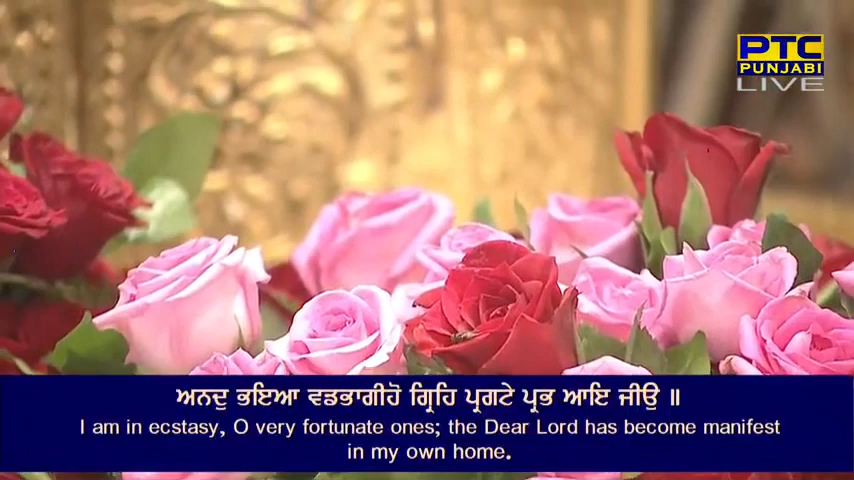 PTC
PUNJABI
LIVE
ਅਨਦੁ ਭਇਆ ਵਡਭਾਗੀਹੋ ਗ੍ਰਿਹਿ ਪ੍ਰਗਟੇ ਪ੍ਰਭ ਆਇ ਜੀਉ ॥
I am in ecstasy, O very fortunate ones; the Dear Lord has become manifest
in my own home.